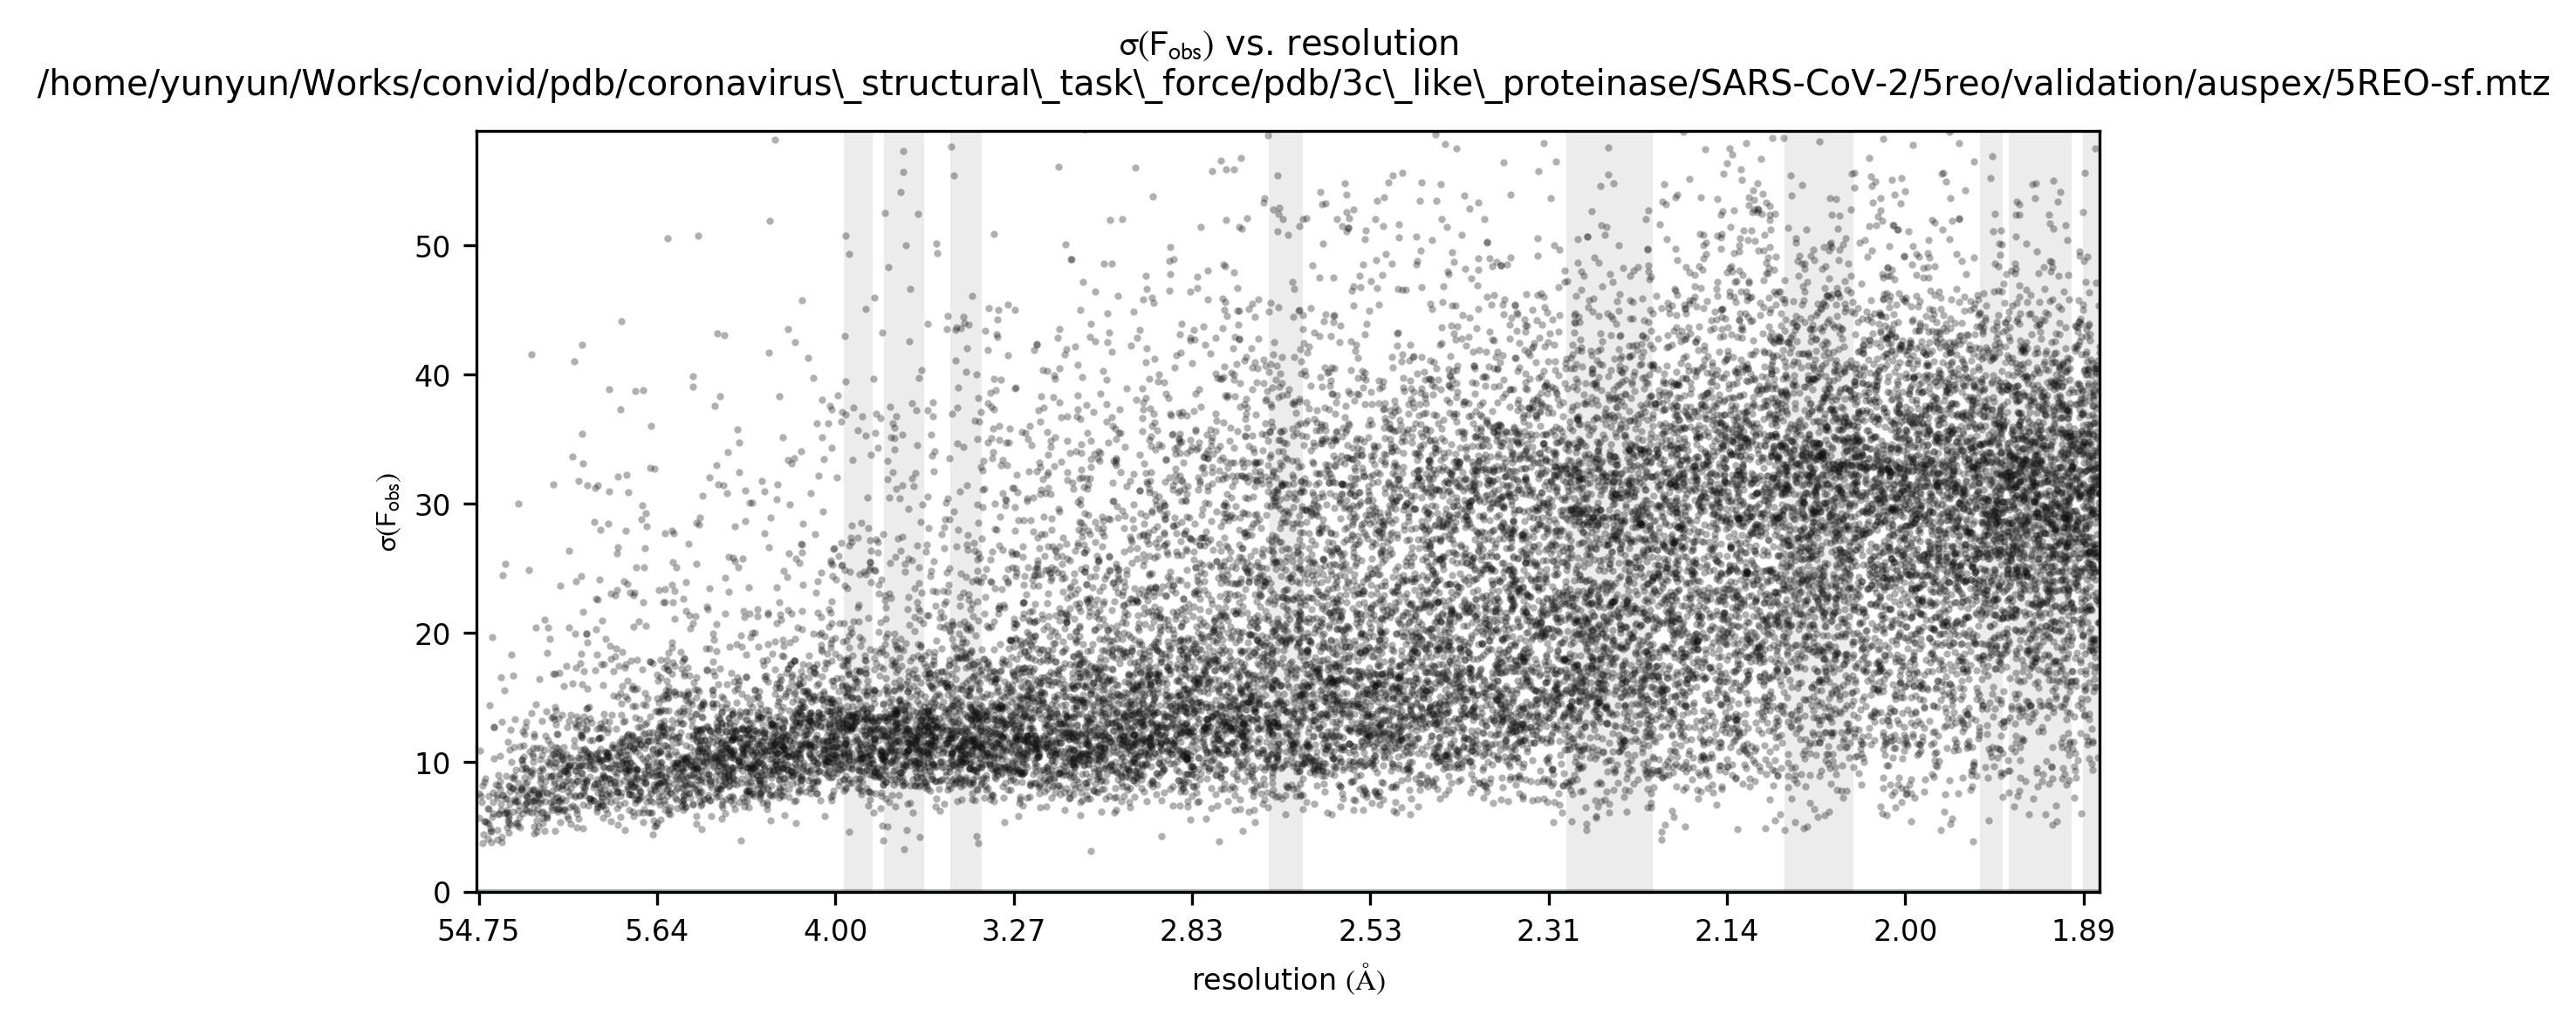 σ(F_obs) vs. resolution
/home/yunyun/Works/convid/pdb/coronavirus\_structural\_task\_force/pdb/3c\_like\_proteinase/SARS-CoV-2/5reo/validation/auspex/5REO-sf.mtz
σ(F_obs)
50
40
30
20
10
0
54.75 5.64 4.00 3.27 2.83 2.53 2.31 2.14 2.00 1.89
resolution (Å)